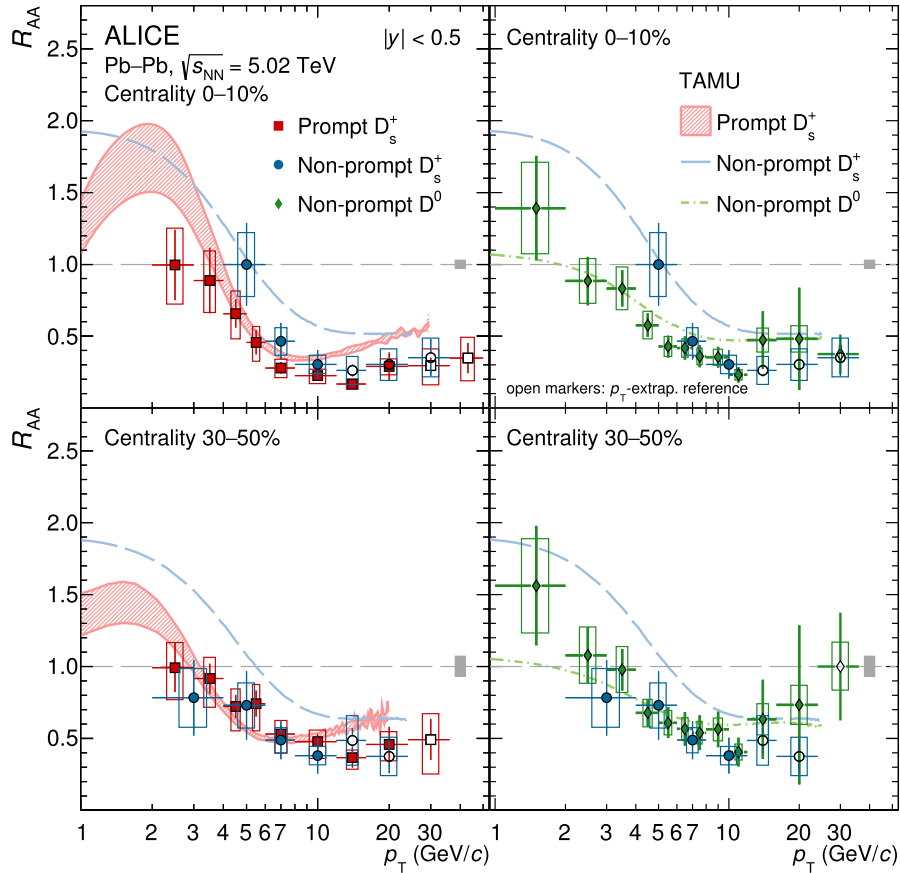 R_AA
2.5
2.0
1.5
1.0
0.5
ALICE
|y| < 0.5
Pb–Pb, √s_NN = 5.02 TeV
Centrality 0–10%
Prompt D_s^+
Non-prompt D_s^+
Non-prompt D^0
Centrality 0–10%
TAMU
Prompt D_s^+
Non-prompt D_s^+
Non-prompt D^0
open markers: p_T-extrap. reference
R_AA
2.5
2.0
1.5
1.0
0.5
Centrality 30–50%
Centrality 30–50%
1 2 3 4 5 6 7 10 20 30
p_T (GeV/c)
1 2 3 4 5 6 7 10 20 30
p_T (GeV/c)